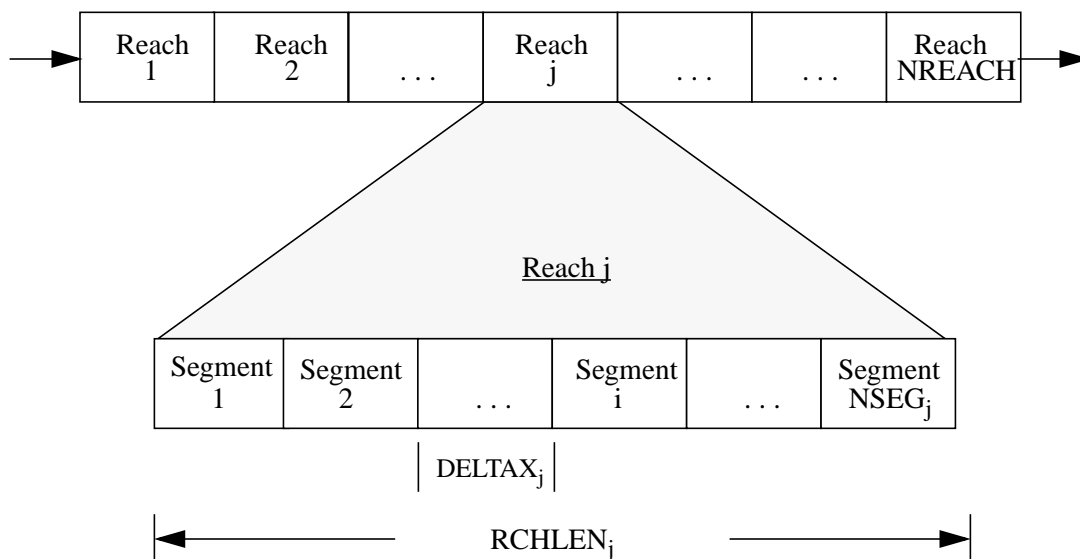 Reach 1
Reach 2
. . .
Reach j
. . .
. . .
Reach NREACH
Reach j
Segment 1
Segment 2
. . .
Segment i
. . .
Segment NSEGj
DELTAXj
RCHLENj